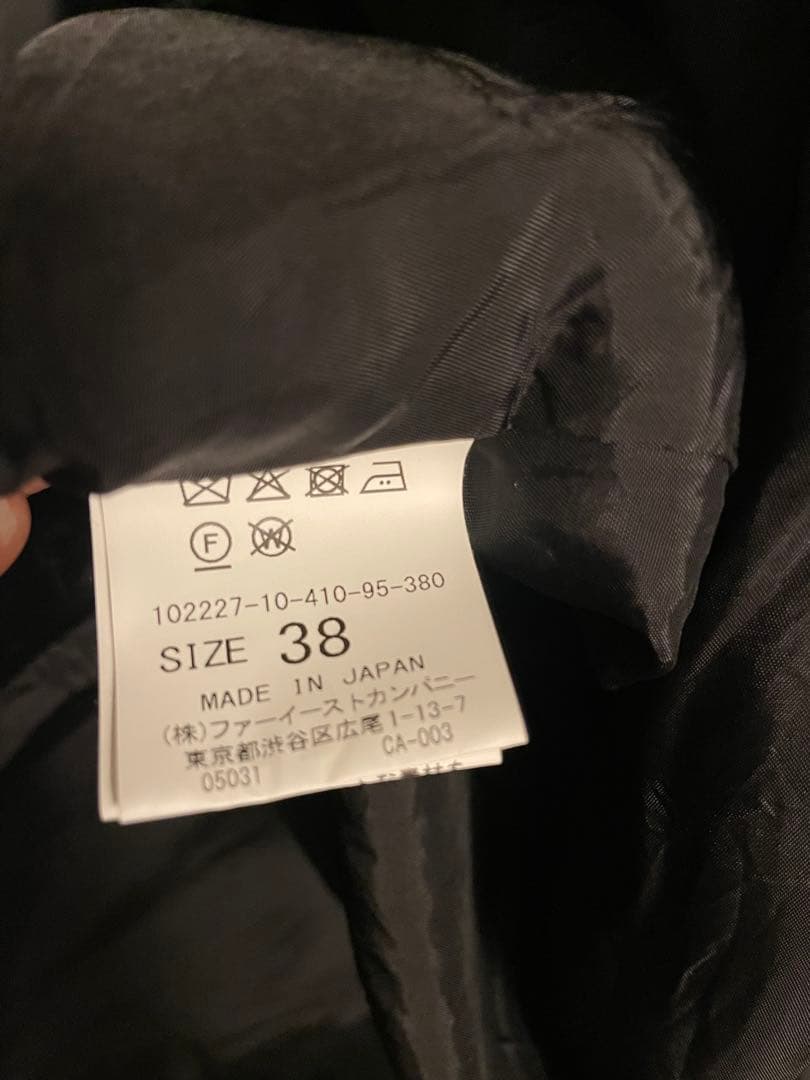 F W
102227-10-410-95-380
SIZE 38
MADE IN JAPAN
(株)ファーイーストカンパニー
東京都渋谷区広尾1-13-7
05031 CA-003